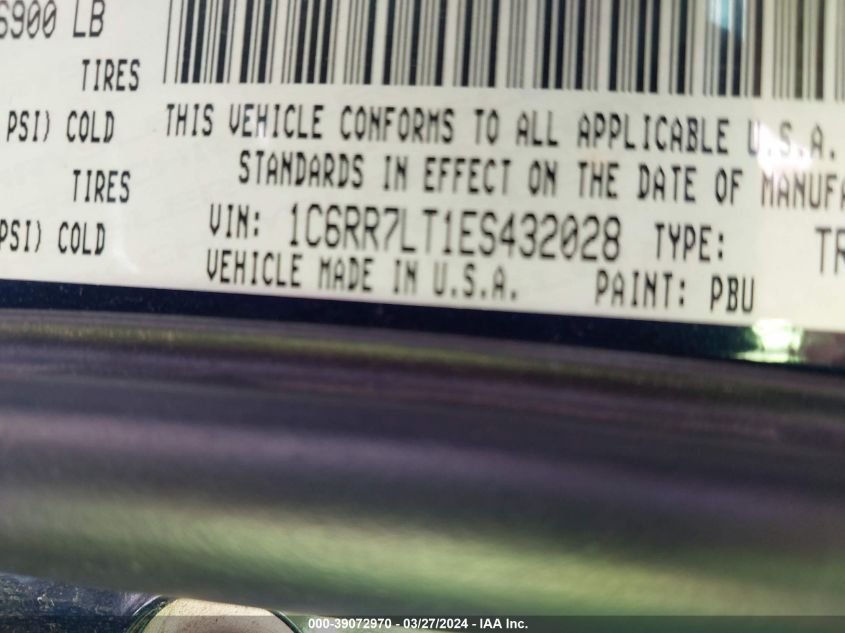 6900 LB
TIRES
PSI) COLD
TIRES
PSI) COLD
THIS VEHICLE CONFORMS TO ALL APPLICABLE U.S.A.
STANDARDS IN EFFECT ON THE DATE OF MANUFA
VIN: 1C6RR7LT1ES432028 TYPE: TR
VEHICLE MADE IN U.S.A. PAINT: PBU
000-39072970 - 03/27/2024 - IAA Inc.